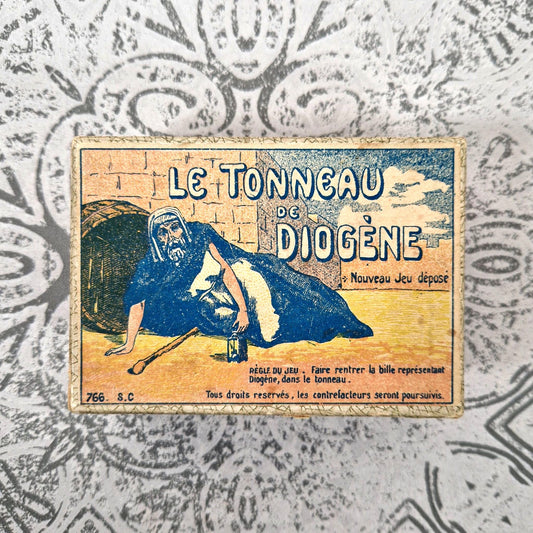 LE TONNEAU
DE
DIOGÈNE
Nouveau Jeu déposé
RÈGLE DU JEU . Faire rentrer la bille représentant
Diogène, dans le tonneau .
766. S.C
Tous droits reservés, les contrefacteurs seront poursuivis.